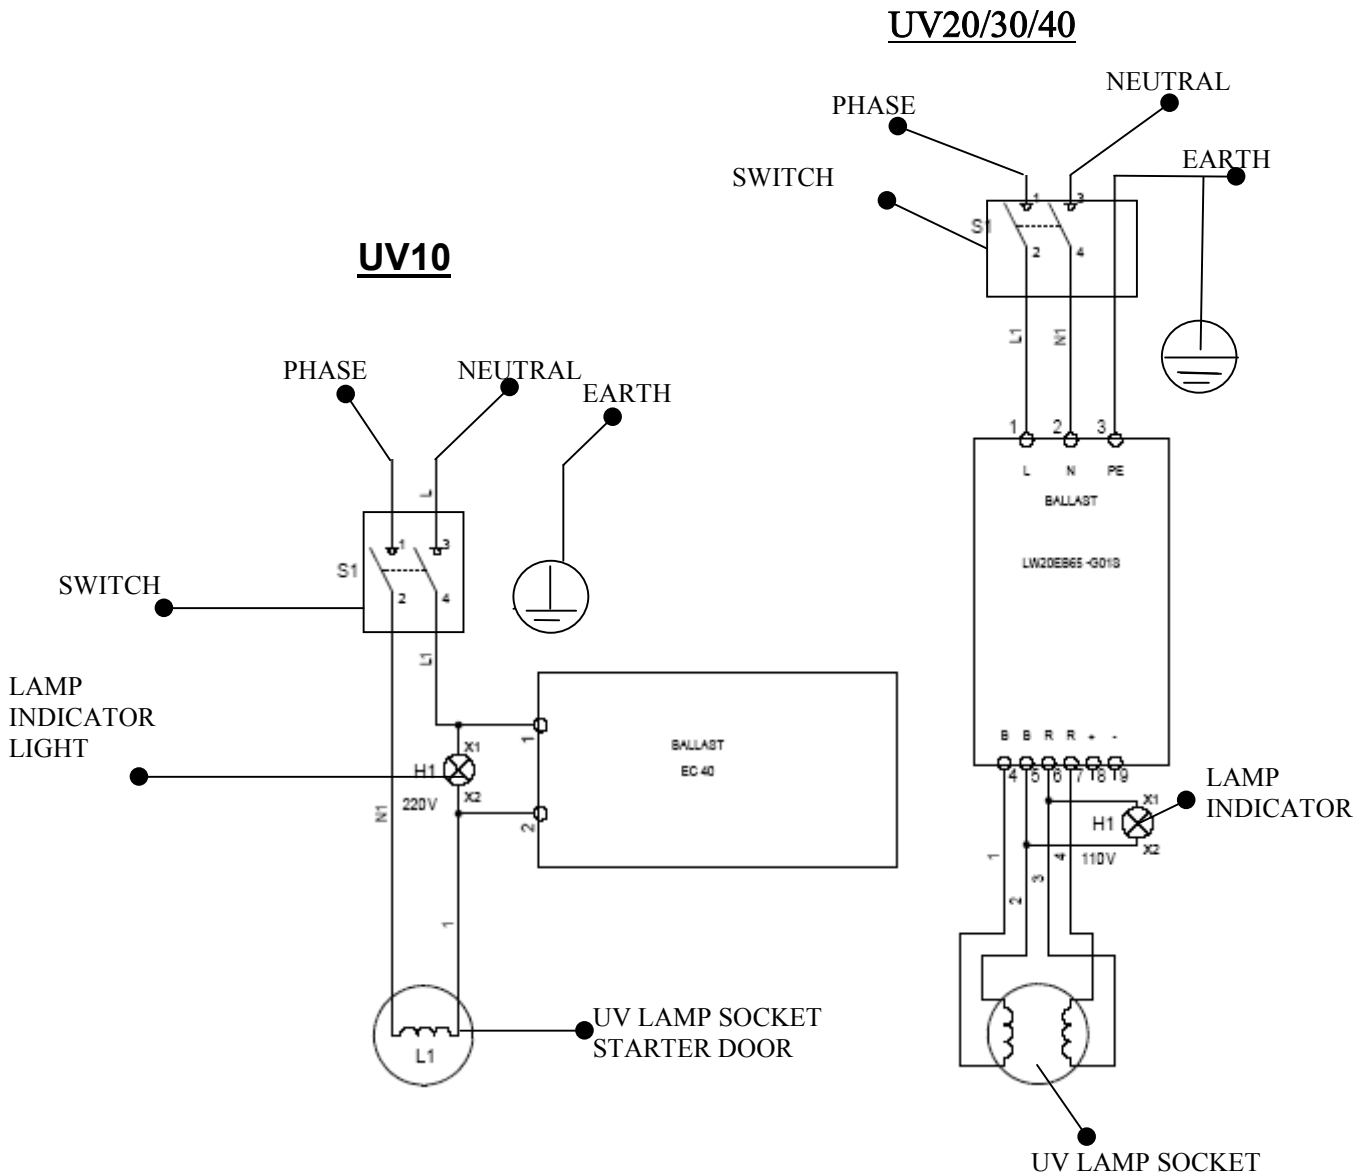 UV20/30/40
NEUTRAL
PHASE
EARTH
SWITCH
1
3
S1
2
4
L1
N1
1
2
3
L
N
PE
BALLAST
LW20EB65 -G01S
B
B
R
R
+
-
4
5
6
7
8
9
LAMP
INDICATOR
X1
H1
X2
110V
1
2
3
4
UV LAMP SOCKET
UV10
PHASE
NEUTRAL
EARTH
L
1
3
S1
2
4
SWITCH
L1
LAMP
INDICATOR
LIGHT
X1
H1
X2
220V
N1
1
2
BALLAST
EC 40
1
L1
UV LAMP SOCKET
STARTER DOOR